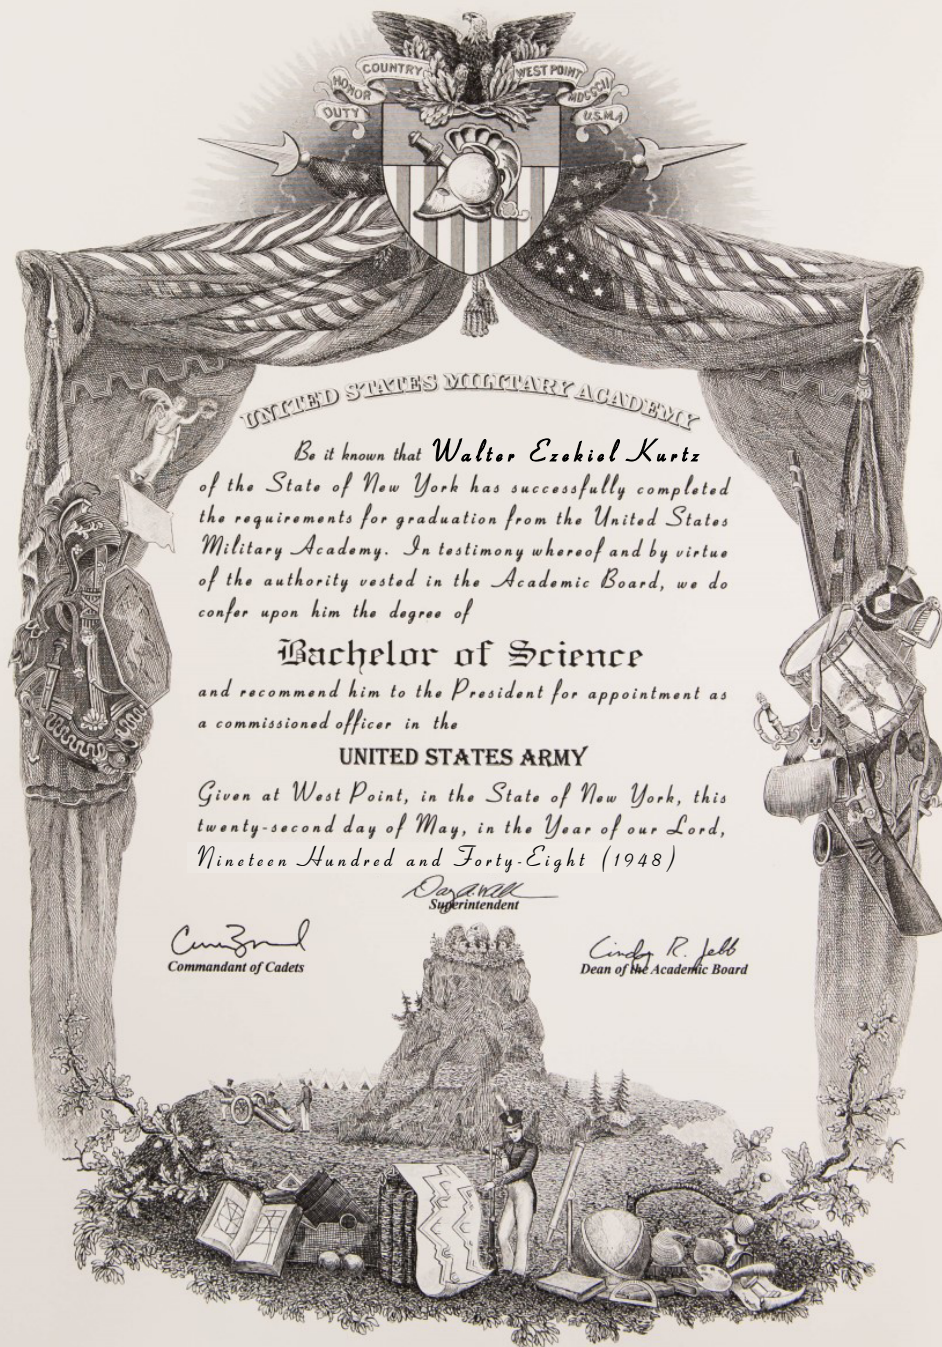 COUNTRY WEST POINT
HONOR MDCCCII
DUTY U.S.M.A
UNITED STATES MILITARY ACADEMY
Be it known that Walter Ezekiel Kurtz
of the State of New York has successfully completed
the requirements for graduation from the United States
Military Academy. In testimony whereof and by virtue
of the authority vested in the Academic Board, we do
confer upon him the degree of
Bachelor of Science
and recommend him to the President for appointment as
a commissioned officer in the
UNITED STATES ARMY
Given at West Point, in the State of New York, this
twenty-second day of May, in the Year of our Lord,
Nineteen Hundred and Forty-Eight (1948)
Superintendent
Commandant of Cadets
Cindy R. Jebb
Dean of the Academic Board